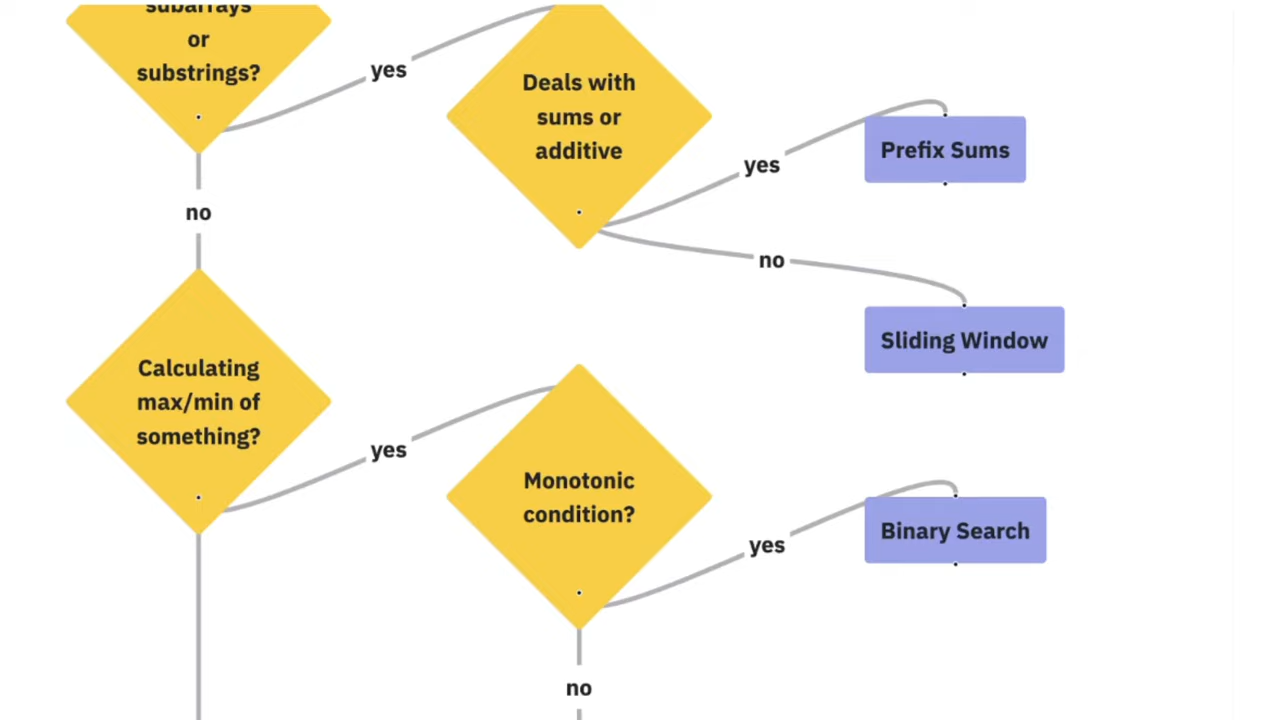 subarrays
or
substrings?
yes
Deals with
sums or
additive
yes
Prefix Sums
no
no
Sliding Window
Calculating
max/min of
something?
yes
Monotonic
condition?
yes
Binary Search
no